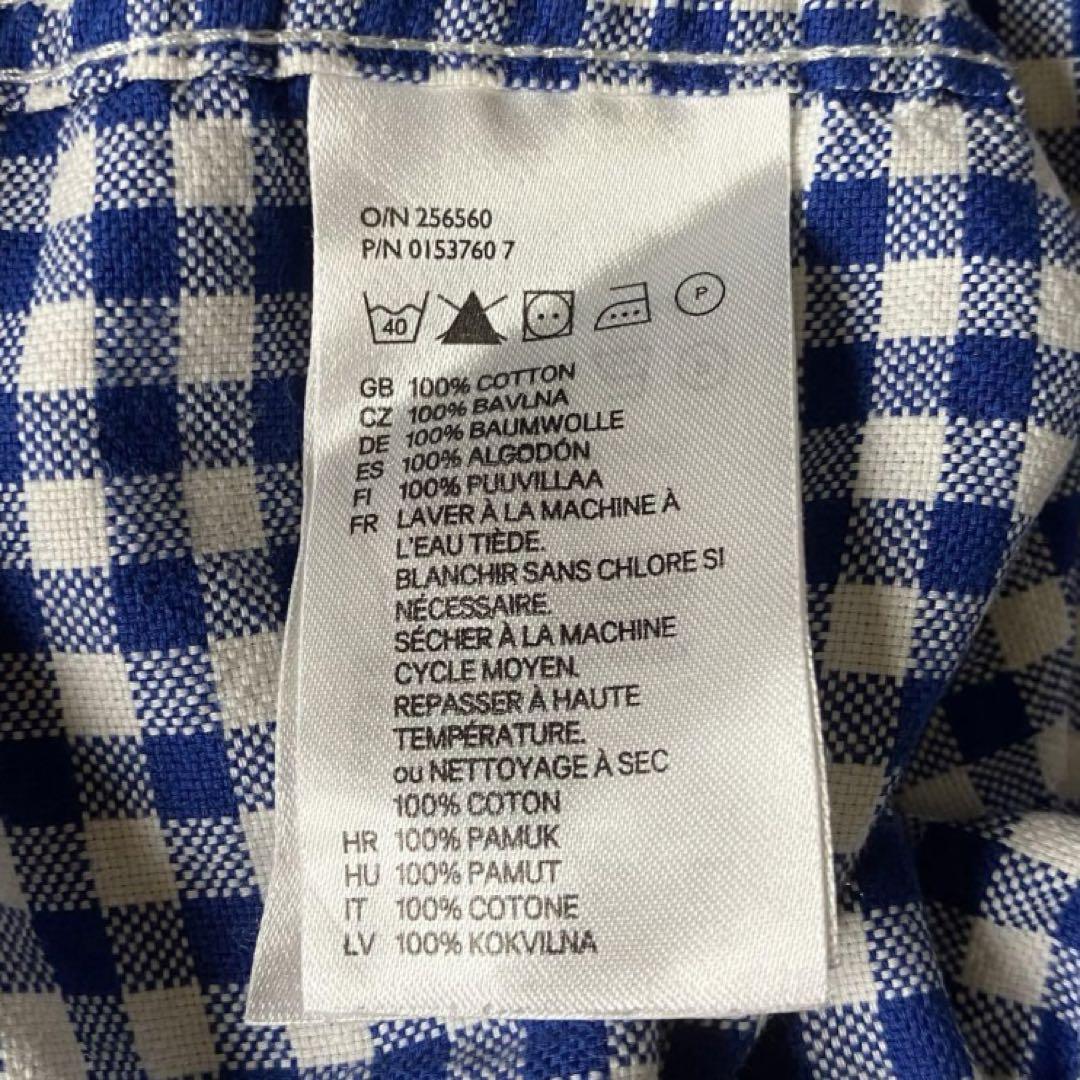 O/N 256560
P/N 0153760 7
40 P
GB 100% COTTON
CZ 100% BAVLNA
DE 100% BAUMWOLLE
ES 100% ALGODÓN
FI 100% PUUVILLAA
FR LAVER À LA MACHINE À
L'EAU TIÈDE.
BLANCHIR SANS CHLORE SI
NÉCESSAIRE.
SÉCHER À LA MACHINE
CYCLE MOYEN.
REPASSER À HAUTE
TEMPÉRATURE.
ou NETTOYAGE À SEC
100% COTON
HR 100% PAMUK
HU 100% PAMUT
IT 100% COTONE
LV 100% KOKVILNA